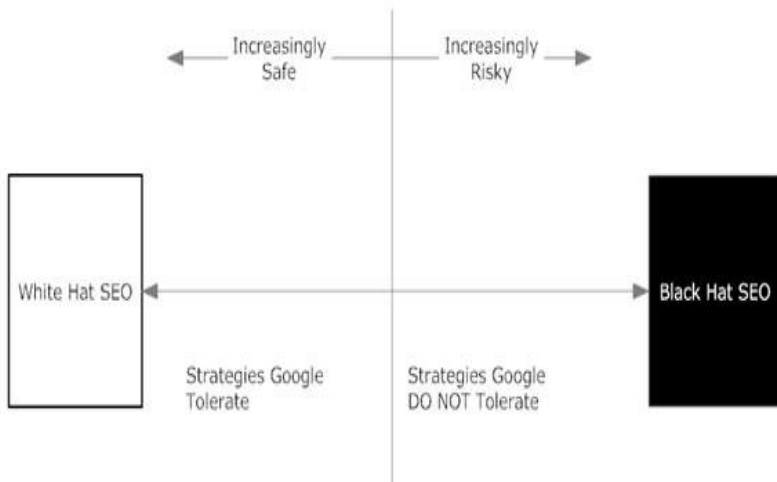 Increasingly
Safe
Increasingly
Risky
White Hat SEO
Black Hat SEO
Strategies Google
Tolerate
Strategies Google
DO NOT Tolerate